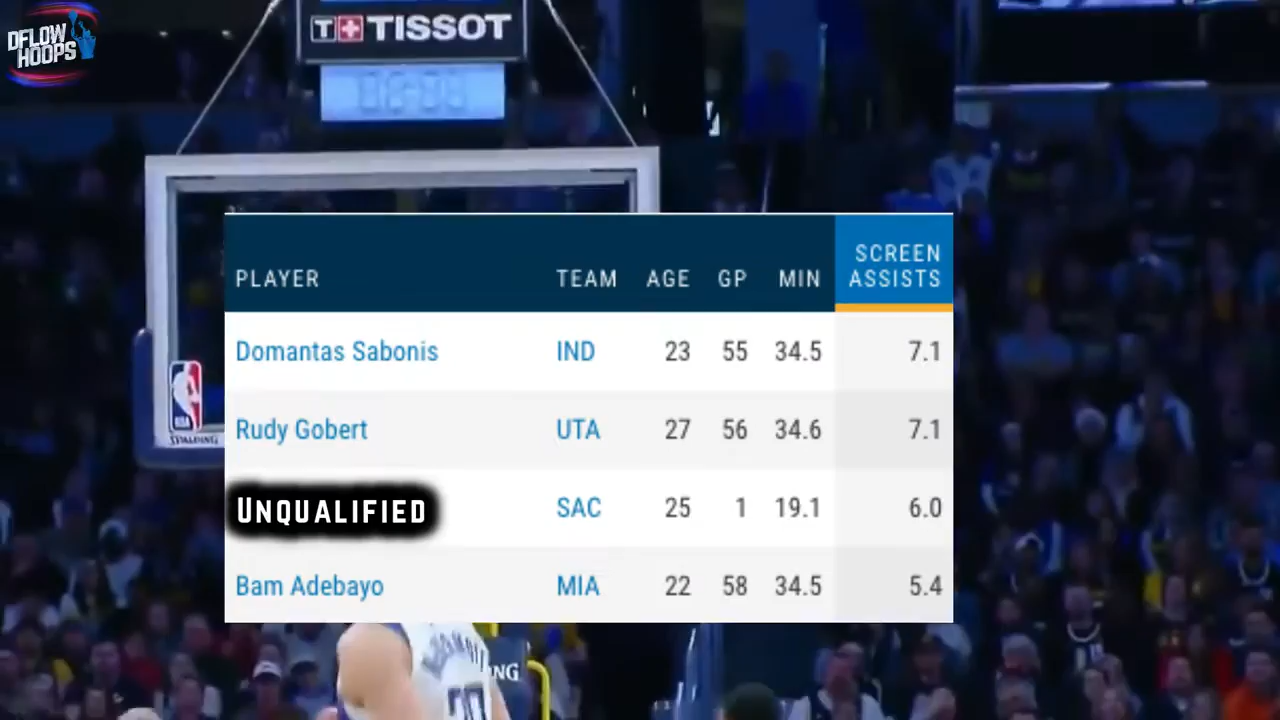 DFLOW
HOOPS
T+ TISSOT
PLAYER TEAM AGE GP MIN SCREEN ASSISTS
Domantas Sabonis IND 23 55 34.5 7.1
Rudy Gobert UTA 27 56 34.6 7.1
UNQUALIFIED SAC 25 1 19.1 6.0
Bam Adebayo MIA 22 58 34.5 5.4
NBA
SPALDING